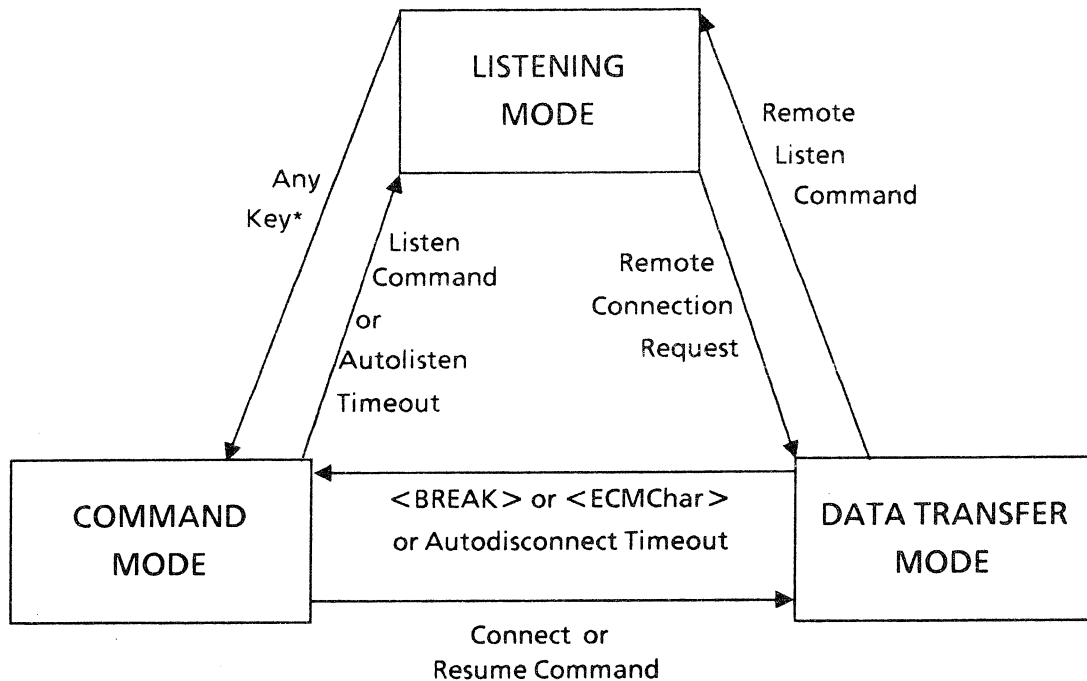 LISTENING
MODE
Remote
Listen
Command
Any
Key*
Listen
Command
or
Autolisten
Timeout
Remote
Connection
Request
COMMAND
MODE
<BREAK> or <ECMChar>
or Autodisconnect Timeout
DATA TRANSFER
MODE
Connect or
Resume Command